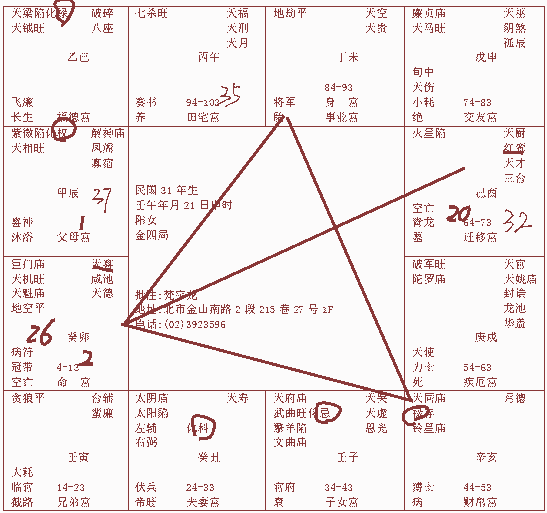 天梁陷化禄 破碎
天钺旺 八座
乙巳
飞廉
长生 福德宫
七杀旺 天福
天刑
天月
丙午
35
奏书 94-103
养 田宅宫
地劫平 天空
天贵
丁未
84-93
将军 身 宫
胎 事业宫
廉贞庙 天巫
天马旺 阴煞
孤辰
戊申
旬中
天伤
小耗 74-83
绝 交友宫
紫微陷化权 解神庙
天相旺 凤阁
寡宿
甲辰 37
喜神 1
沐浴 父母宫
民国 31 年生
壬午年月 21 日申时
阳女
金四局
批注:梵
地址:北市金山南路 2 段 215 巷 27 号 1F
电话:(02)3923596
火星陷 天厨
红鸾
天才
三台
己酉
空亡 20 32
青龙 64-73
墓 迁移宫
巨门庙 天喜
天机旺 咸池
天魁庙 天德
地空平
26 癸卯
病符 2
冠带 4-13
空亡 命 宫
破军旺 天官
陀罗庙 天姚庙
封诰
龙池
华盖
庚戌
天使
力士 54-63
死 疾厄宫
贪狼平 台辅
蜚廉
壬寅
大耗
临官 14-23
截路 兄弟宫
太阴庙 天寿
太阳陷
左辅 化科
右弼
癸丑
伏兵 24-33
帝旺 夫妻宫
天府庙 天哭
武曲旺化忌 天虚
擎羊陷 恩光
文曲庙
壬子
官府 34-43
衰 子女宫
天同庙 月德
禄存
铃星庙
辛亥
博士 44-53
病 财帛宫